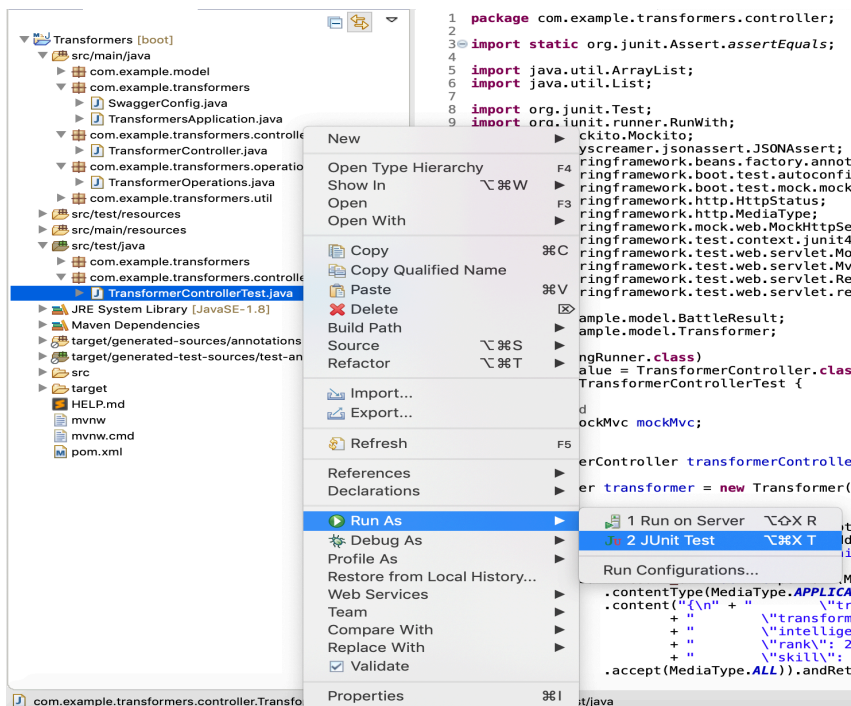 Transformers [boot]
src/main/java
com.example.model
com.example.transformers
SwaggerConfig.java
TransformersApplication.java
com.example.transformers.controlle
TransformerController.java
com.example.transformers.operatio
TransformerOperations.java
com.example.transformers.util
src/test/resources
src/main/resources
src/test/java
com.example.transformers
com.example.transformers.controlle
TransformerControllerTest.java
JRE System Library [JavaSE-1.8]
Maven Dependencies
target/generated-sources/annotations
target/generated-test-sources/test-an
src
target
HELP.md
mvnw
mvnw.cmd
pom.xml
New
Open Type Hierarchy F4
Show In ⌥⌘W
Open F3
Open With
Copy ⌘C
Copy Qualified Name
Paste ⌘V
Delete ⌦
Build Path
Source ⌥⌘S
Refactor ⌥⌘T
Import...
Export...
Refresh F5
References
Declarations
Run As
Debug As
Profile As
Restore from Local History...
Web Services
Team
Compare With
Replace With
Validate
Properties ⌘I
1 Run on Server ⌥⇧X R
2 JUnit Test ⌥⌘X T
Run Configurations...
1 package com.example.transformers.controller;
2
3 import static org.junit.Assert.assertEquals;
4
5 import java.util.ArrayList;
6 import java.util.List;
7
8 import org.junit.Test;
9 import org.junit.runner.RunWith;
ckito.Mockito;
yscreamer.jsonassert.JSONAssert;
ringframework.beans.factory.annot
ringframework.boot.test.autoconfi
ringframework.boot.test.mock.mock
ringframework.http.HttpStatus;
ringframework.http.MediaType;
ringframework.mock.web.MockHttpSe
ringframework.test.context.junit4
ringframework.test.web.servlet.Mo
ringframework.test.web.servlet.Mv
ringframework.test.web.servlet.Re
ringframework.test.web.servlet.re
ample.model.BattleResult;
ample.model.Transformer;
ngRunner.class)
alue = TransformerController.clas
TransformerControllerTest {
d
ockMvc mockMvc;
erController transformerControlle
er transformer = new Transformer(
.contentType(MediaType.APPLICA
.content("{\n" + " \"tr
+ " \"transform
+ " \"intellige
+ " \"rank\": 2
+ " \"skill\":
.accept(MediaType.ALL)).andRet
com.example.transformers.controller.Transfo
st/java